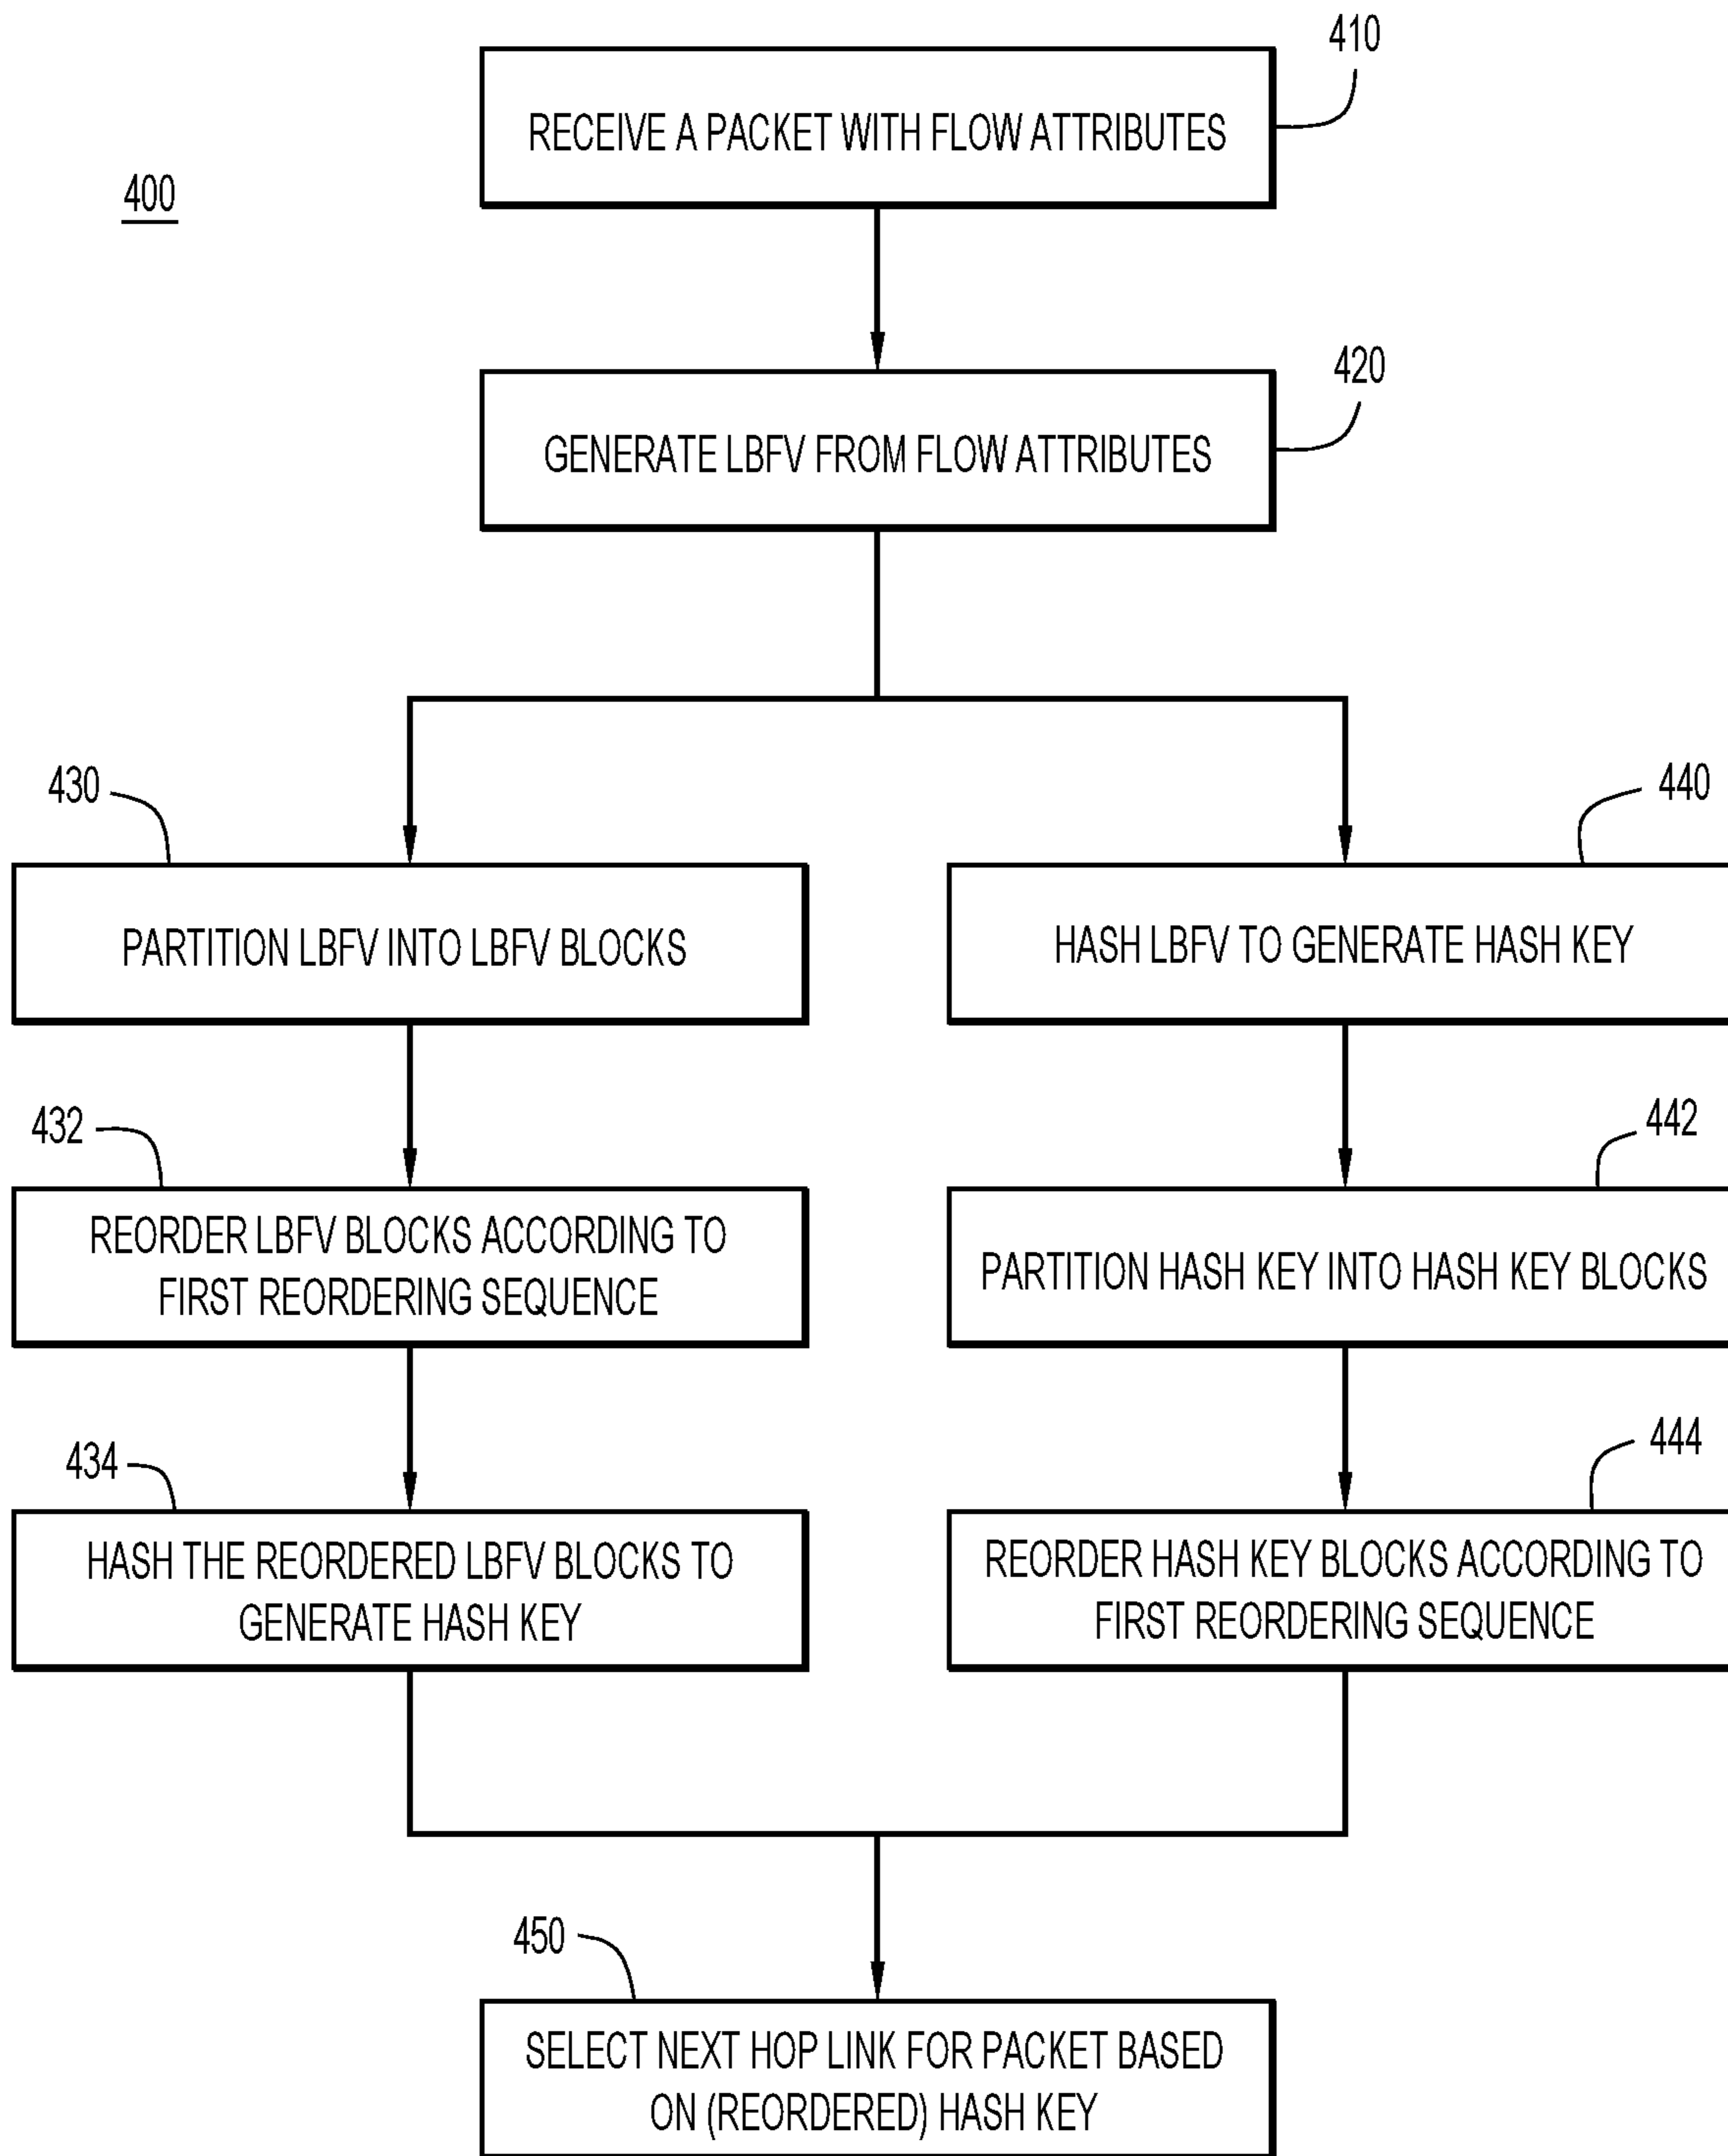 410
RECEIVE A PACKET WITH FLOW ATTRIBUTES
400
420
GENERATE LBFV FROM FLOW ATTRIBUTES
430
PARTITION LBFV INTO LBFV BLOCKS
440
HASH LBFV TO GENERATE HASH KEY
432
REORDER LBFV BLOCKS ACCORDING TO
FIRST REORDERING SEQUENCE
442
PARTITION HASH KEY INTO HASH KEY BLOCKS
434
HASH THE REORDERED LBFV BLOCKS TO
GENERATE HASH KEY
444
REORDER HASH KEY BLOCKS ACCORDING TO
FIRST REORDERING SEQUENCE
450
SELECT NEXT HOP LINK FOR PACKET BASED
ON (REORDERED) HASH KEY